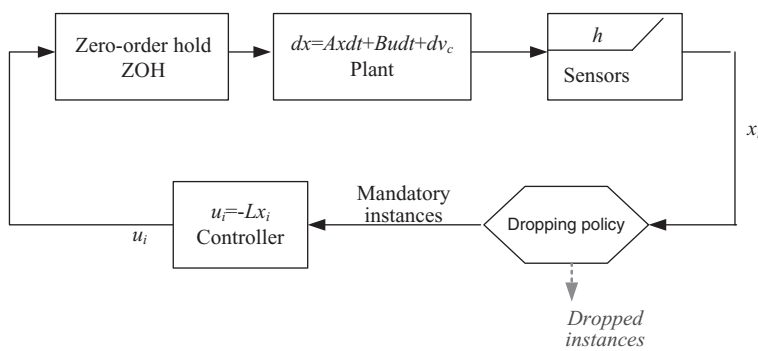 Zero-order hold
ZOH
dx=Axdt+Budt+dv_c
Plant
h
Sensors
Mandatory
instances
u_i=-Lx_i
Controller
u_i
Dropping policy
Dropped
instances